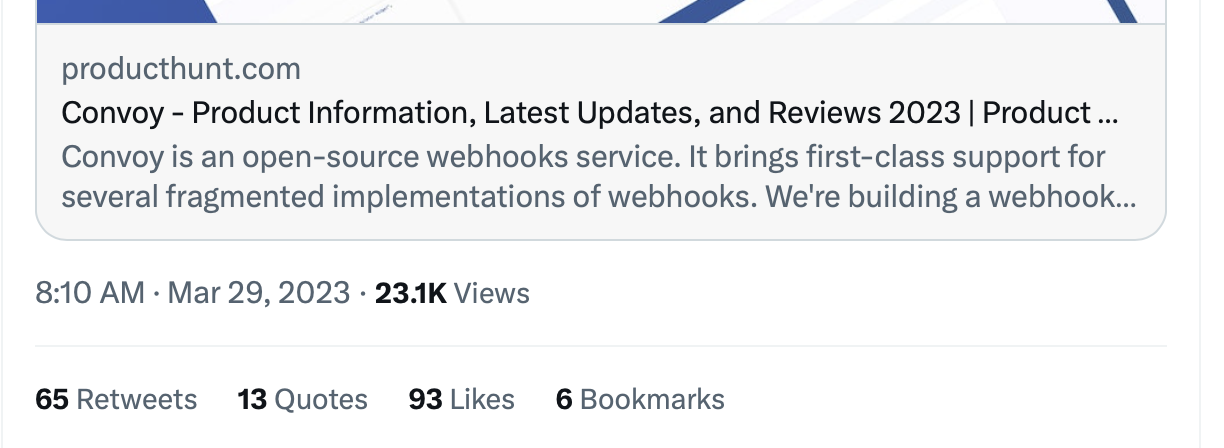 producthunt.com
Convoy - Product Information, Latest Updates, and Reviews 2023 | Product ...
Convoy is an open-source webhooks service. It brings first-class support for
several fragmented implementations of webhooks. We're building a webhook...
8:10 AM · Mar 29, 2023 · 23.1K Views
65 Retweets 13 Quotes 93 Likes 6 Bookmarks